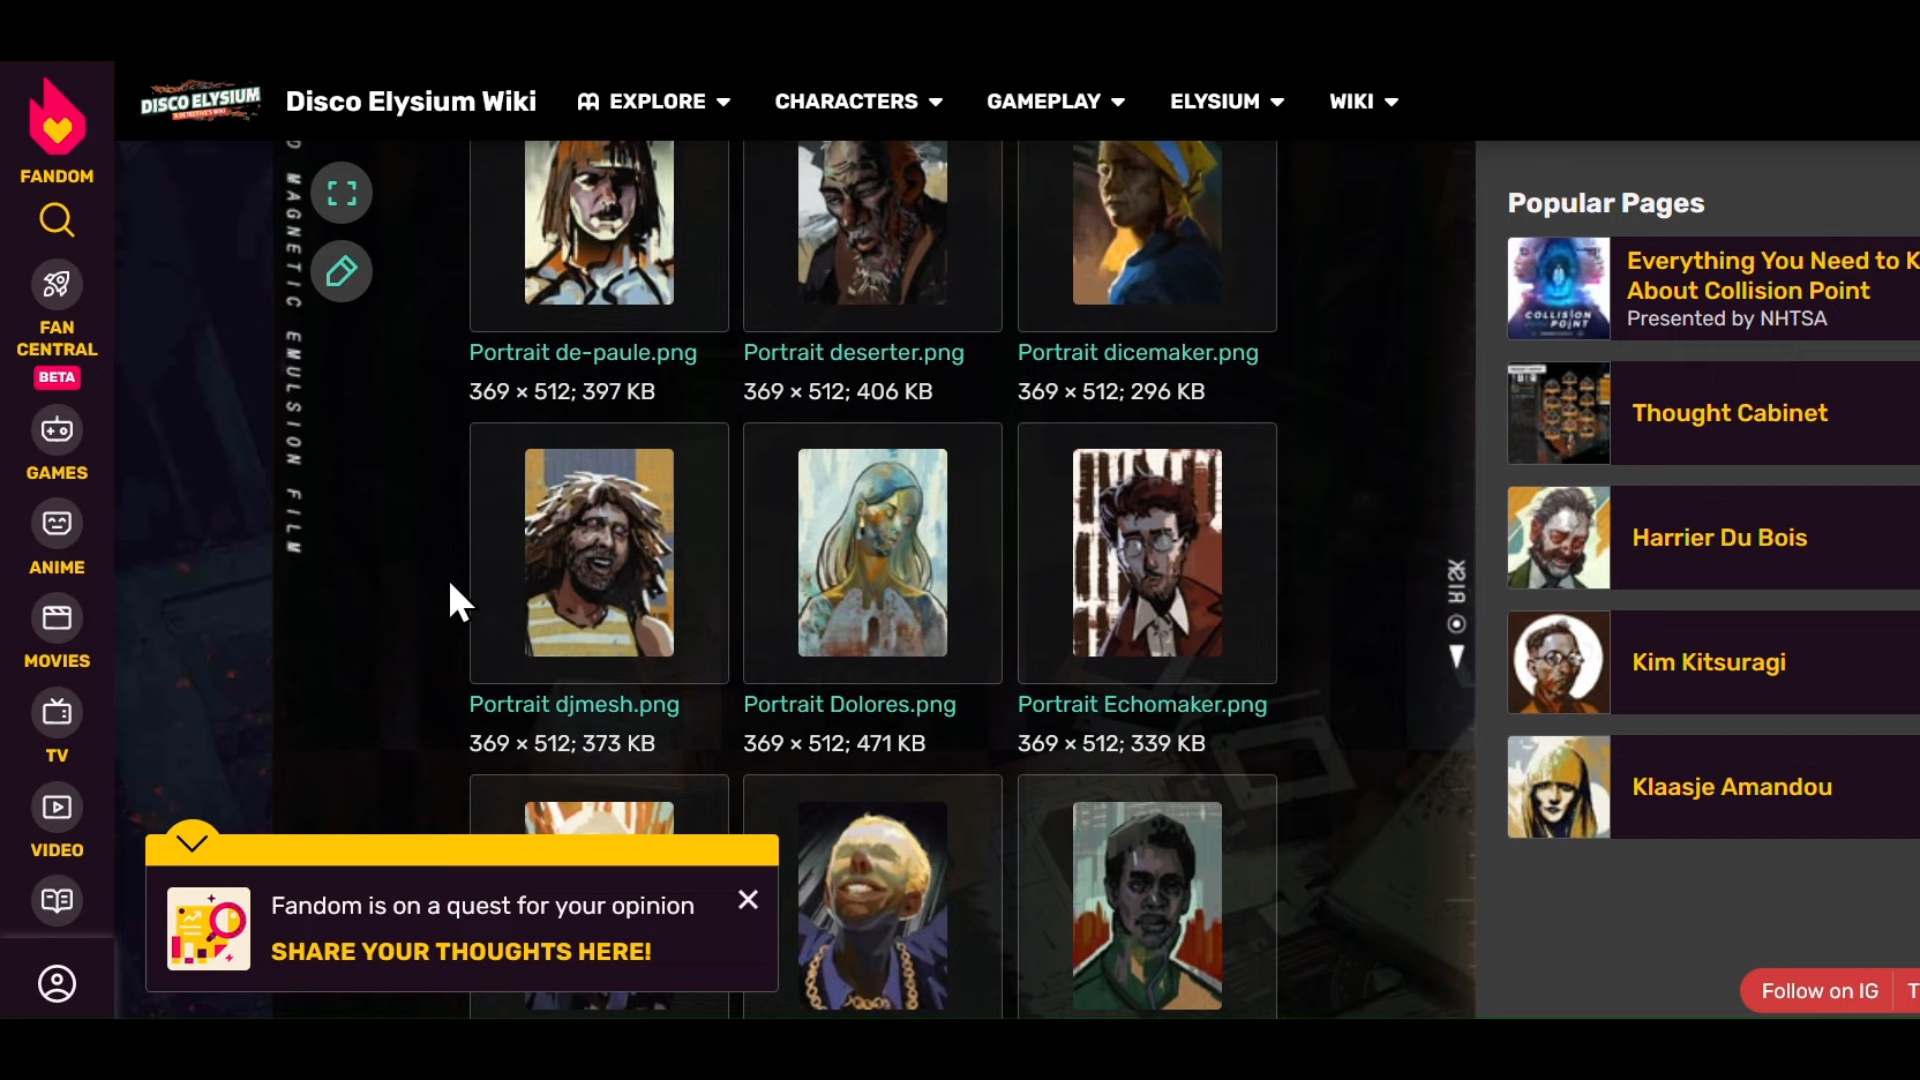 DISCO ELYSIUM
Disco Elysium Wiki
EXPLORE
CHARACTERS
GAMEPLAY
ELYSIUM
WIKI
FANDOM
FAN
CENTRAL
BETA
GAMES
ANIME
MOVIES
TV
VIDEO
MAGNETIC EMULSION FILM
Portrait de-paule.png
369 × 512; 397 KB
Portrait deserter.png
369 × 512; 406 KB
Portrait dicemaker.png
369 × 512; 296 KB
Portrait djmesh.png
369 × 512; 373 KB
Portrait Dolores.png
369 × 512; 471 KB
Portrait Echomaker.png
369 × 512; 339 KB
RISK
Fandom is on a quest for your opinion
SHARE YOUR THOUGHTS HERE!
Popular Pages
COLLISION
POINT
Everything You Need to K
About Collision Point
Presented by NHTSA
Thought Cabinet
Harrier Du Bois
Kim Kitsuragi
Klaasje Amandou
Follow on IG
T